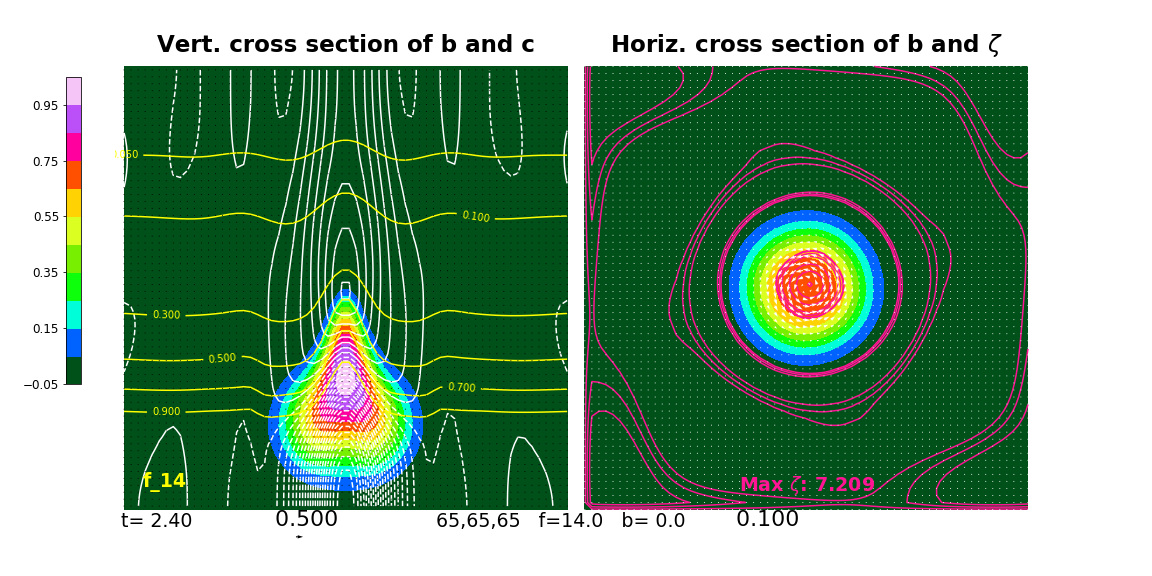 Vert. cross section of b and c
Horiz. cross section of b and ζ
0.95
0.75
0.55
0.35
0.15
−0.05
0.100
0.300
0.500
0.700
0.900
f_14
Max ζ: 7.209
t= 2.40
0.500
65,65,65
f=14.0
b= 0.0
0.100